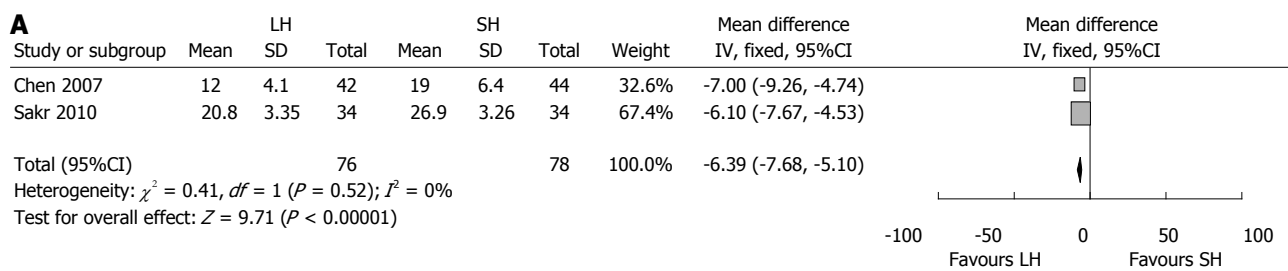 A
LH SH Mean difference Mean difference
Study or subgroup Mean SD Total Mean SD Total Weight IV, fixed, 95%CI IV, fixed, 95%CI
Chen 2007 12 4.1 42 19 6.4 44 32.6% -7.00 (-9.26, -4.74)
Sakr 2010 20.8 3.35 34 26.9 3.26 34 67.4% -6.10 (-7.67, -4.53)
Total (95%CI) 76 78 100.0% -6.39 (-7.68, -5.10)
Heterogeneity: χ² = 0.41, df = 1 (P = 0.52); I² = 0%
Test for overall effect: Z = 9.71 (P < 0.00001)
-100 -50 0 50 100
Favours LH Favours SH